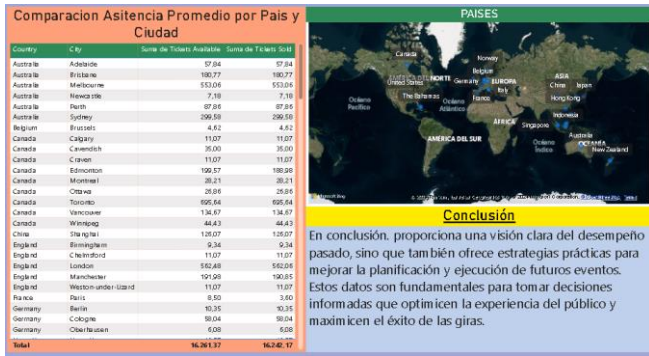 Comparacion Asitencia Promedio por Pais y
Ciudad
Country City Suma de Tickets Available Suma de Tickets Sold
Australia Adelaide 57,84 57,84
Australia Brisbane 180,77 180,77
Australia Melbourne 553,06 553,06
Australia Newcastle 7,18 7,18
Australia Perth 87,86 87,86
Australia Sydney 299,58 299,58
Belgium Brussels 4,62 4,62
Canada Calgary 11,07 11,07
Canada Cavendish 35,00 35,00
Canada Craven 11,07 11,07
Canada Edmonton 199,57 188,98
Canada Montreal 28,21 28,21
Canada Ottawa 26,86 26,86
Canada Toronto 695,64 695,64
Canada Vancouver 134,67 134,67
Canada Winnipeg 44,43 44,43
China Shanghai 126,07 126,07
England Birmingham 9,34 9,34
England Chelmsford 11,07 11,07
England London 562,48 562,06
England Manchester 191,98 190,85
England Weston-under-Lizard 11,07 11,07
France Paris 8,50 3,60
Germany Berlin 10,35 10,35
Germany Cologne 58,04 58,04
Germany Oberhausen 6,08 6,08
Total 16.261,37 16.242,17
PAISES
Canada
Norway
Belgium
AMÉRICA DEL NORTE
United States
Germany
EUROPA
Italy
ASIA
China
Japan
The Bahamas
France
Hong Kong
Océano
Pacífico
Océano
Atlántico
ÁFRICA
Indonesia
Singapore
AMÉRICA DEL SUR
Océano
Índico
Australia
OCEANÍA
New Zealand
Conclusión
En conclusión. proporciona una visión clara del desempeño
pasado, sino que también ofrece estrategias prácticas para
mejorar la planificación y ejecución de futuros eventos.
Estos datos son fundamentales para tomar decisiones
informadas que optimicen la experiencia del público y
maximicen el éxito de las giras.